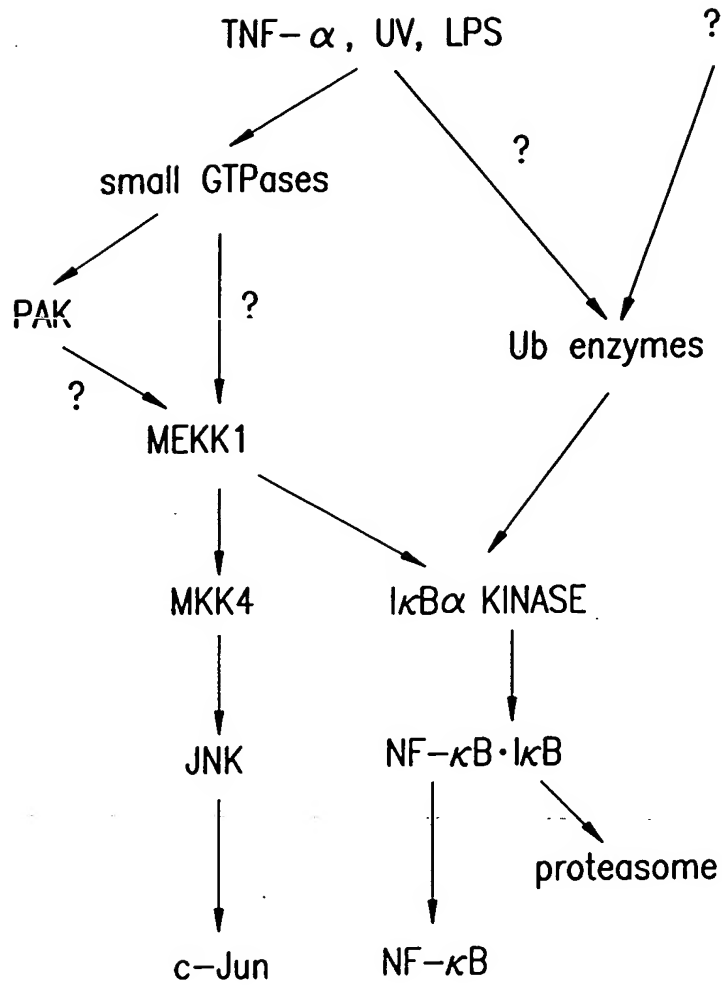 TNF-α, UV, LPS
?
?
small GTPases
PAK
?
Ub enzymes
?
MEKK1
MKK4
IκBα KINASE
JNK
NF-κB·IκB
proteasome
c-Jun
NF-κB